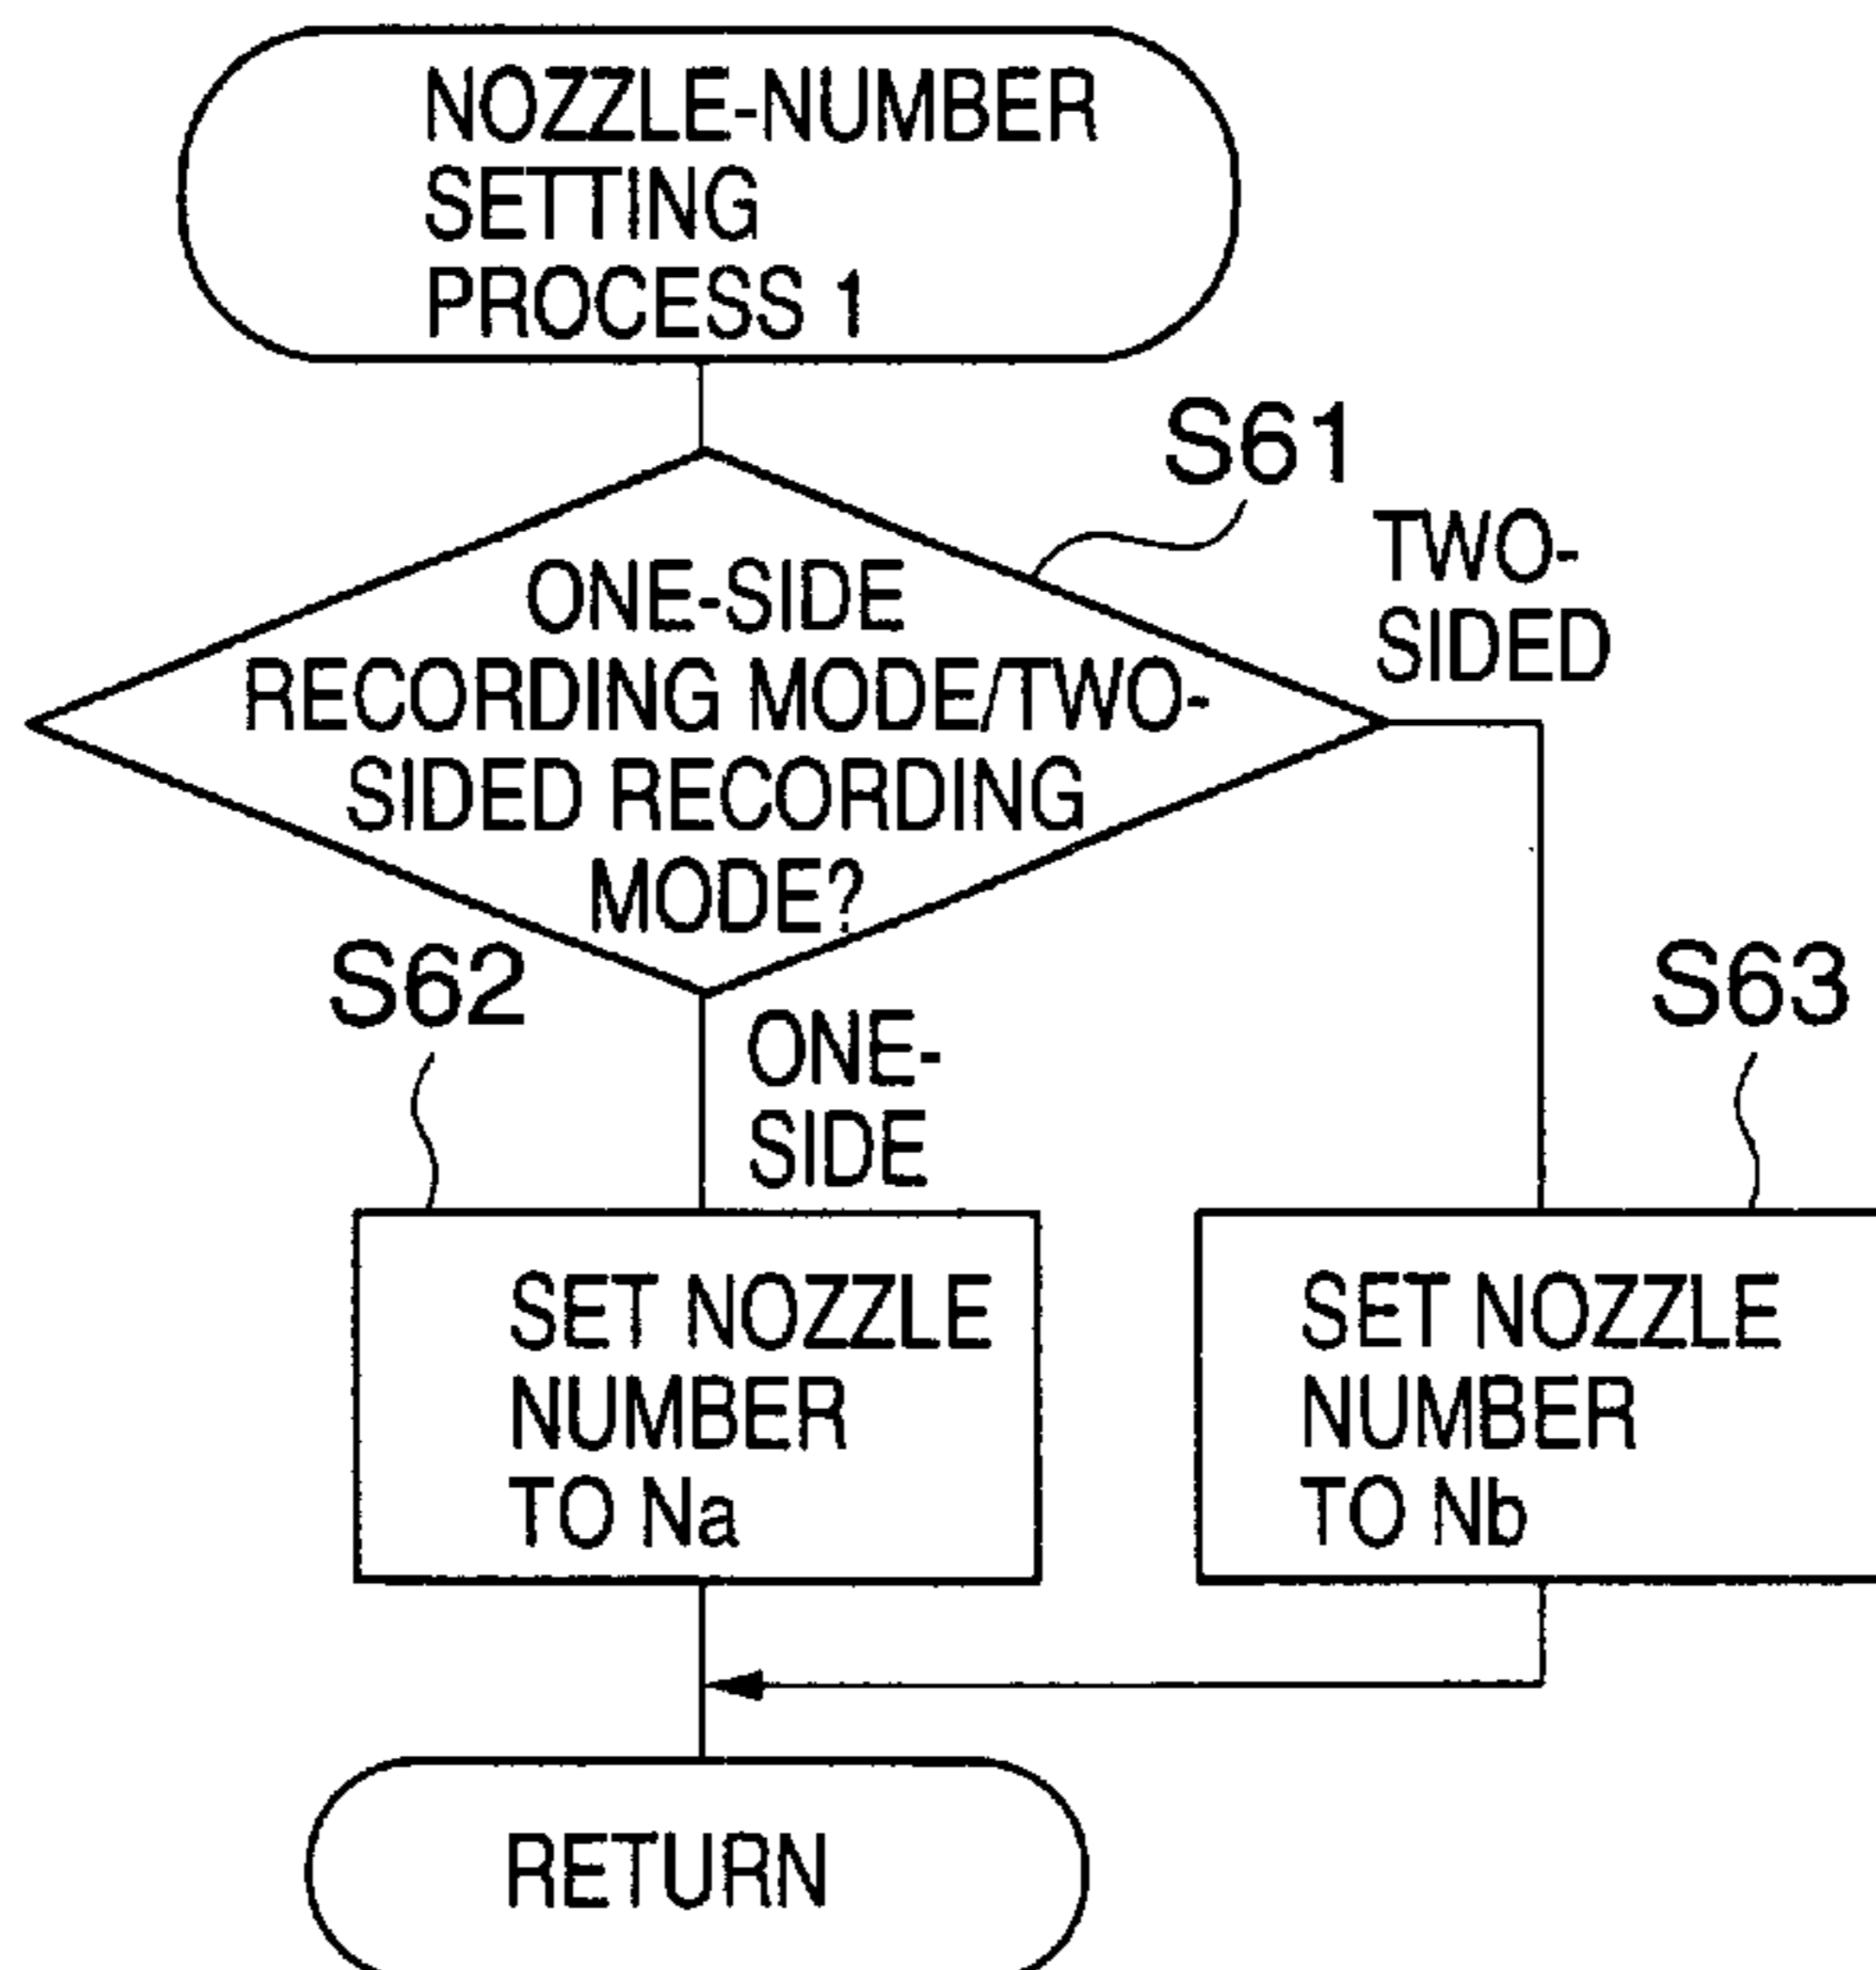 NOZZLE-NUMBER
SETTING
PROCESS 1
S61
TWO-
SIDED
ONE-SIDE
RECORDING MODE/TWO-
SIDED RECORDING
MODE?
S62
ONE-
SIDE
S63
SET NOZZLE
NUMBER
TO Na
SET NOZZLE
NUMBER
TO Nb
RETURN